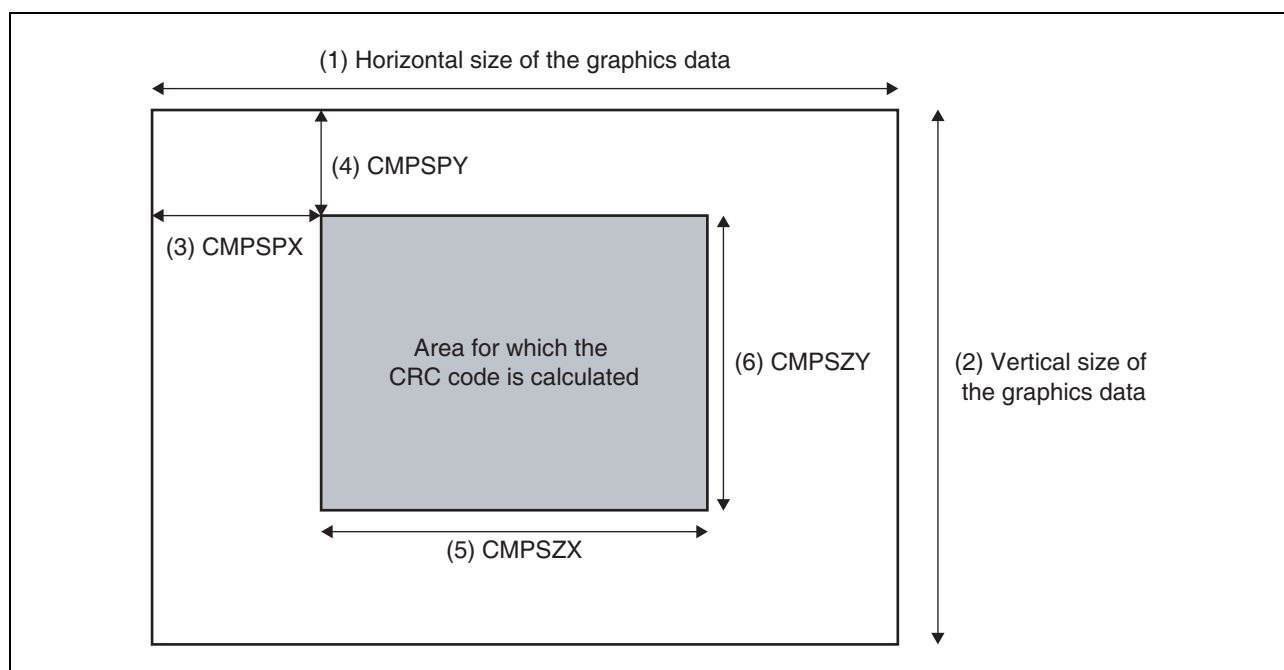 (1) Horizontal size of the graphics data
(4) CMPSPY
(3) CMPSPX
Area for which the
CRC code is calculated
(6) CMPSZY
(2) Vertical size of
the graphics data
(5) CMPSZX